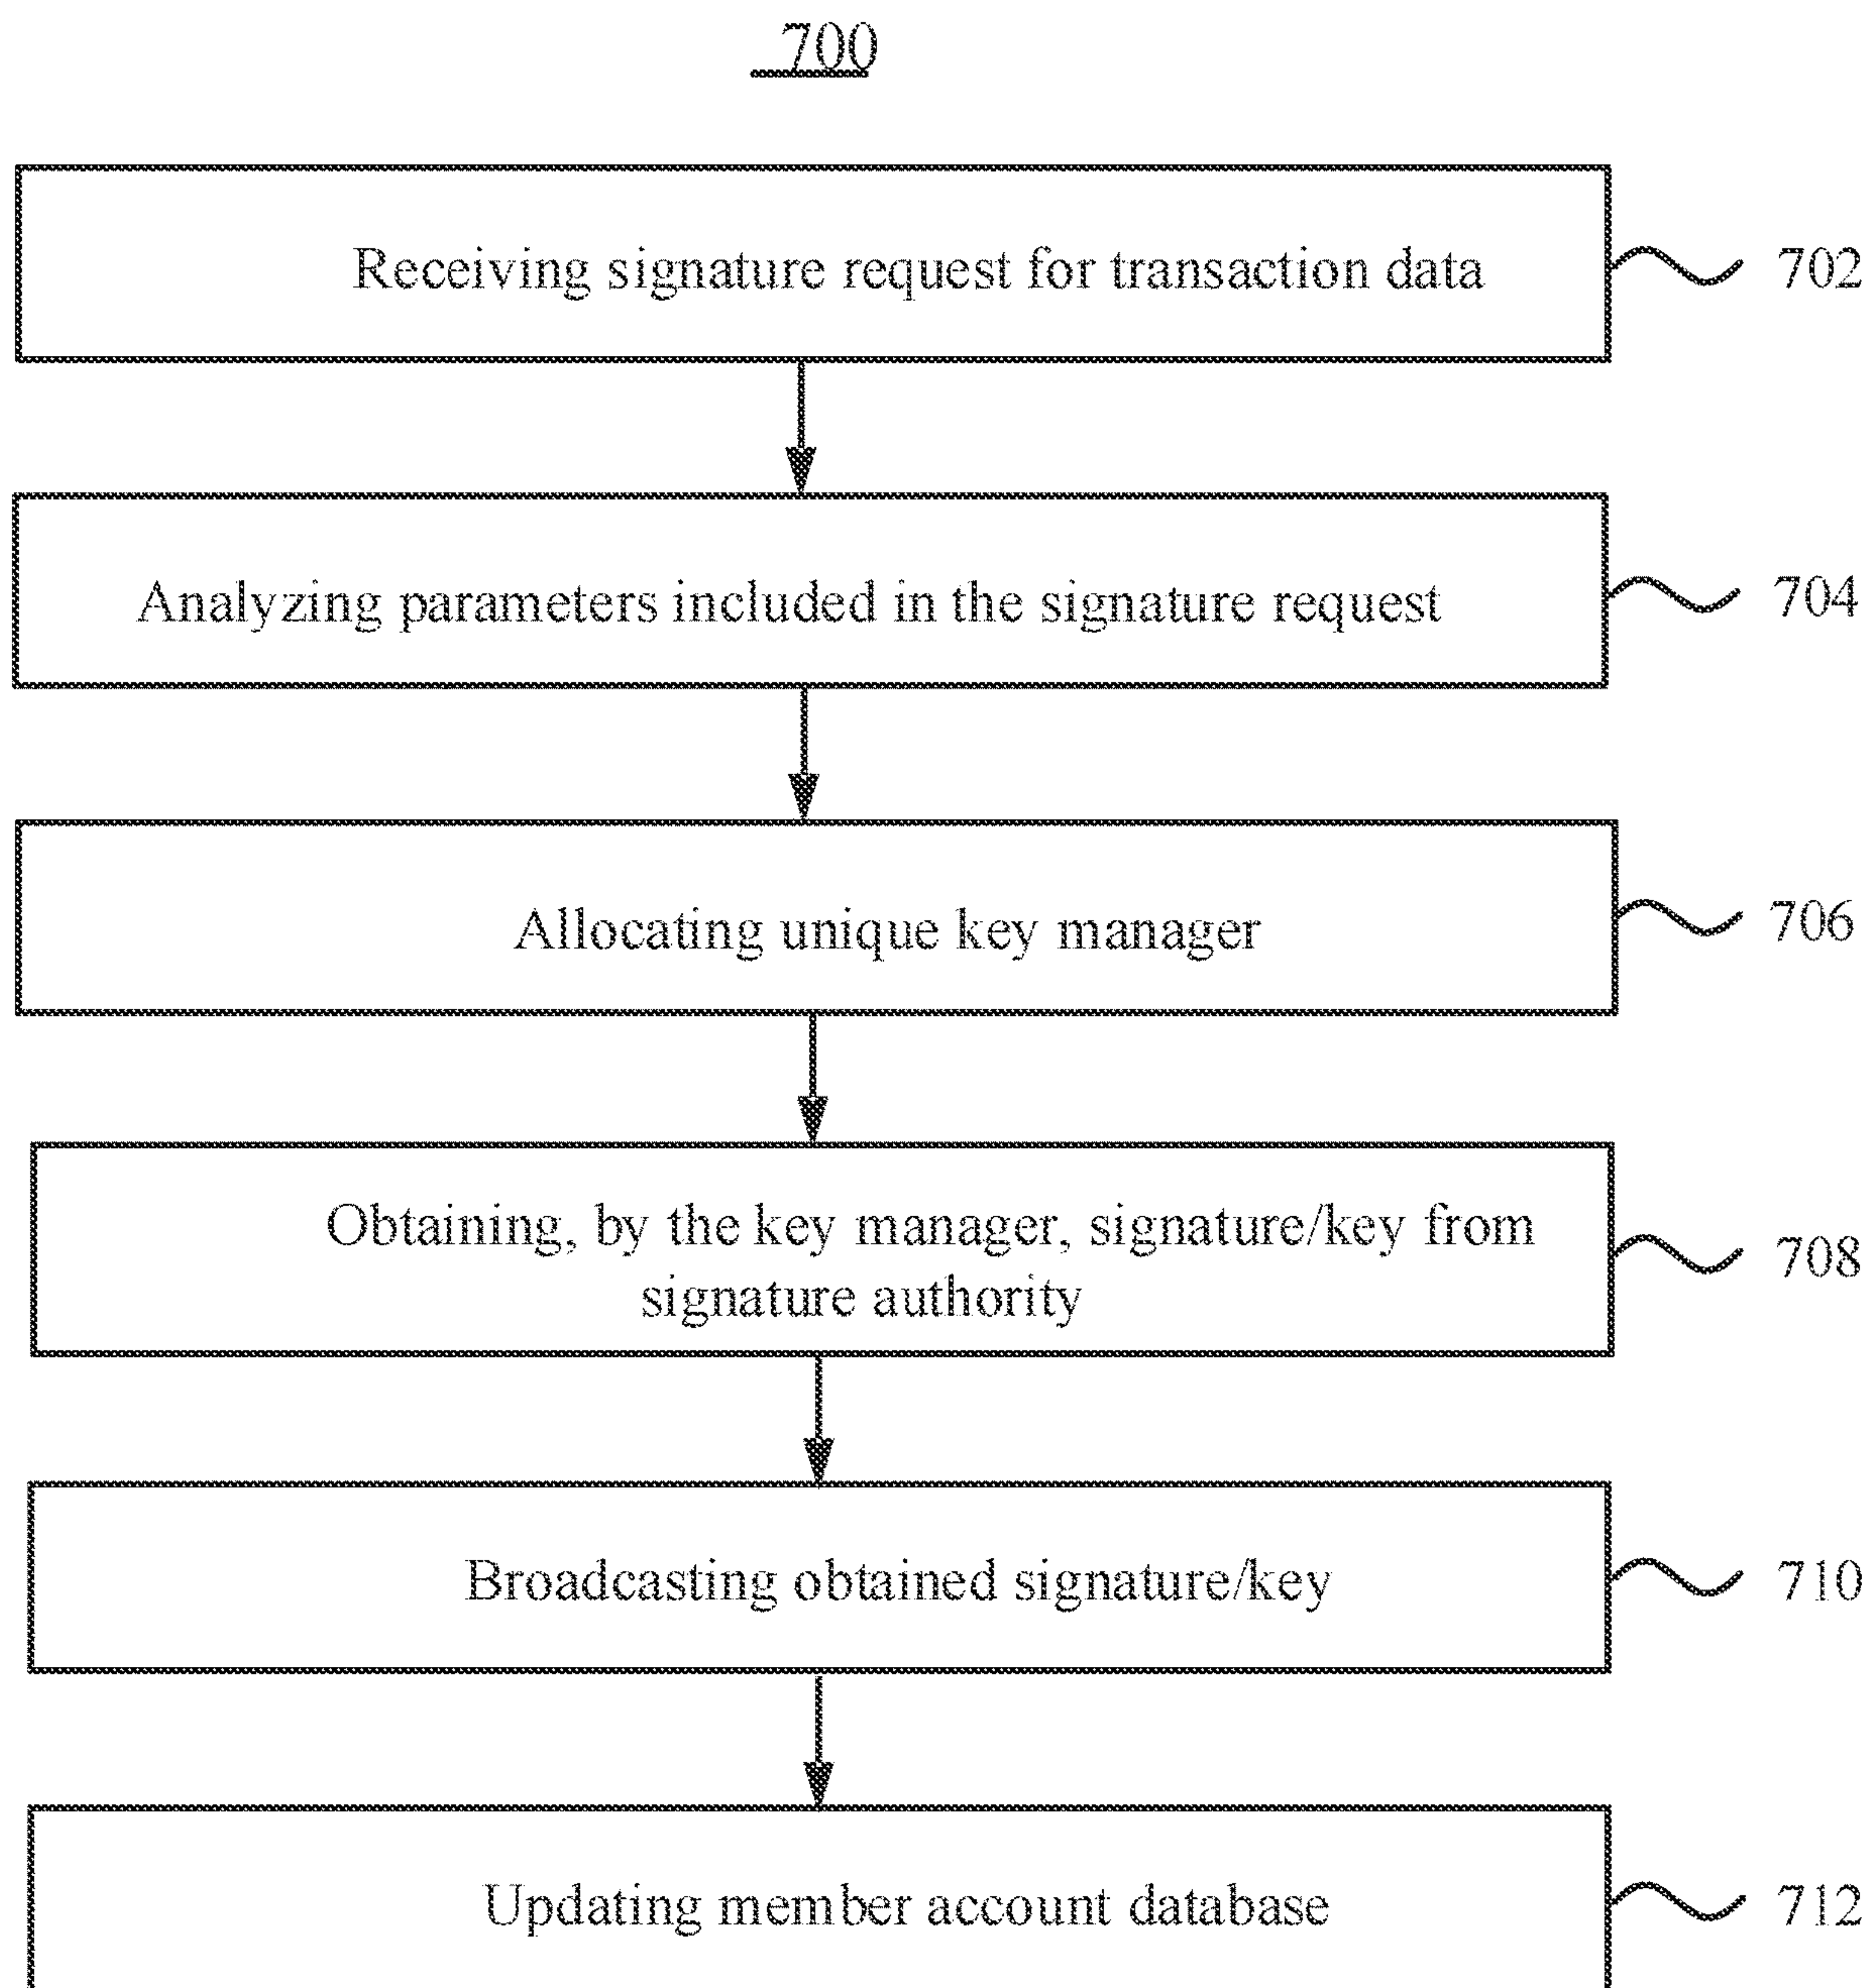 700
Receiving signature request for transaction data
702
Analyzing parameters included in the signature request
704
Allocating unique key manager
706
Obtaining, by the key manager, signature/key from
signature authority
708
Broadcasting obtained signature/key
710
Updating member account database
712